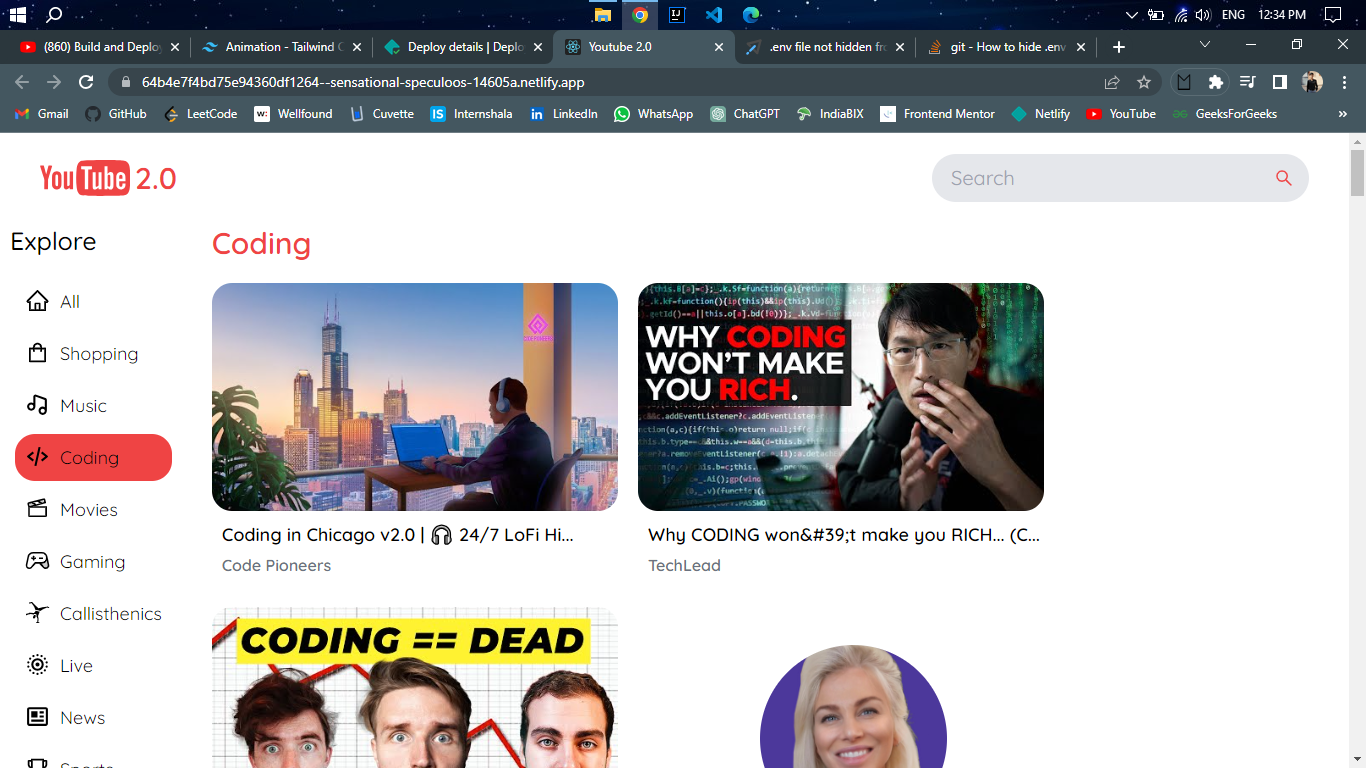 ENG 12:34 PM
(860) Build and Deploy
Animation - Tailwind C
Deploy details | Deplo
Youtube 2.0
.env file not hidden fro
git - How to hide .env
64b4e7f4bd75e94360df1264--sensational-speculoos-14605a.netlify.app
Gmail GitHub LeetCode Wellfound Cuvette Internshala LinkedIn WhatsApp ChatGPT IndiaBIX Frontend Mentor Netlify YouTube GeeksForGeeks
YouTube 2.0
Search
Explore
All
Shopping
Music
Coding
Movies
Gaming
Callisthenics
Live
News
Sports
Coding
CODE PIONEERS
WHY CODING
WON'T MAKE
YOU RICH.
Coding in Chicago v2.0 | 🎧 24/7 LoFi Hi...
Code Pioneers
Why CODING won&#39;t make you RICH... (C...
TechLead
CODING == DEAD